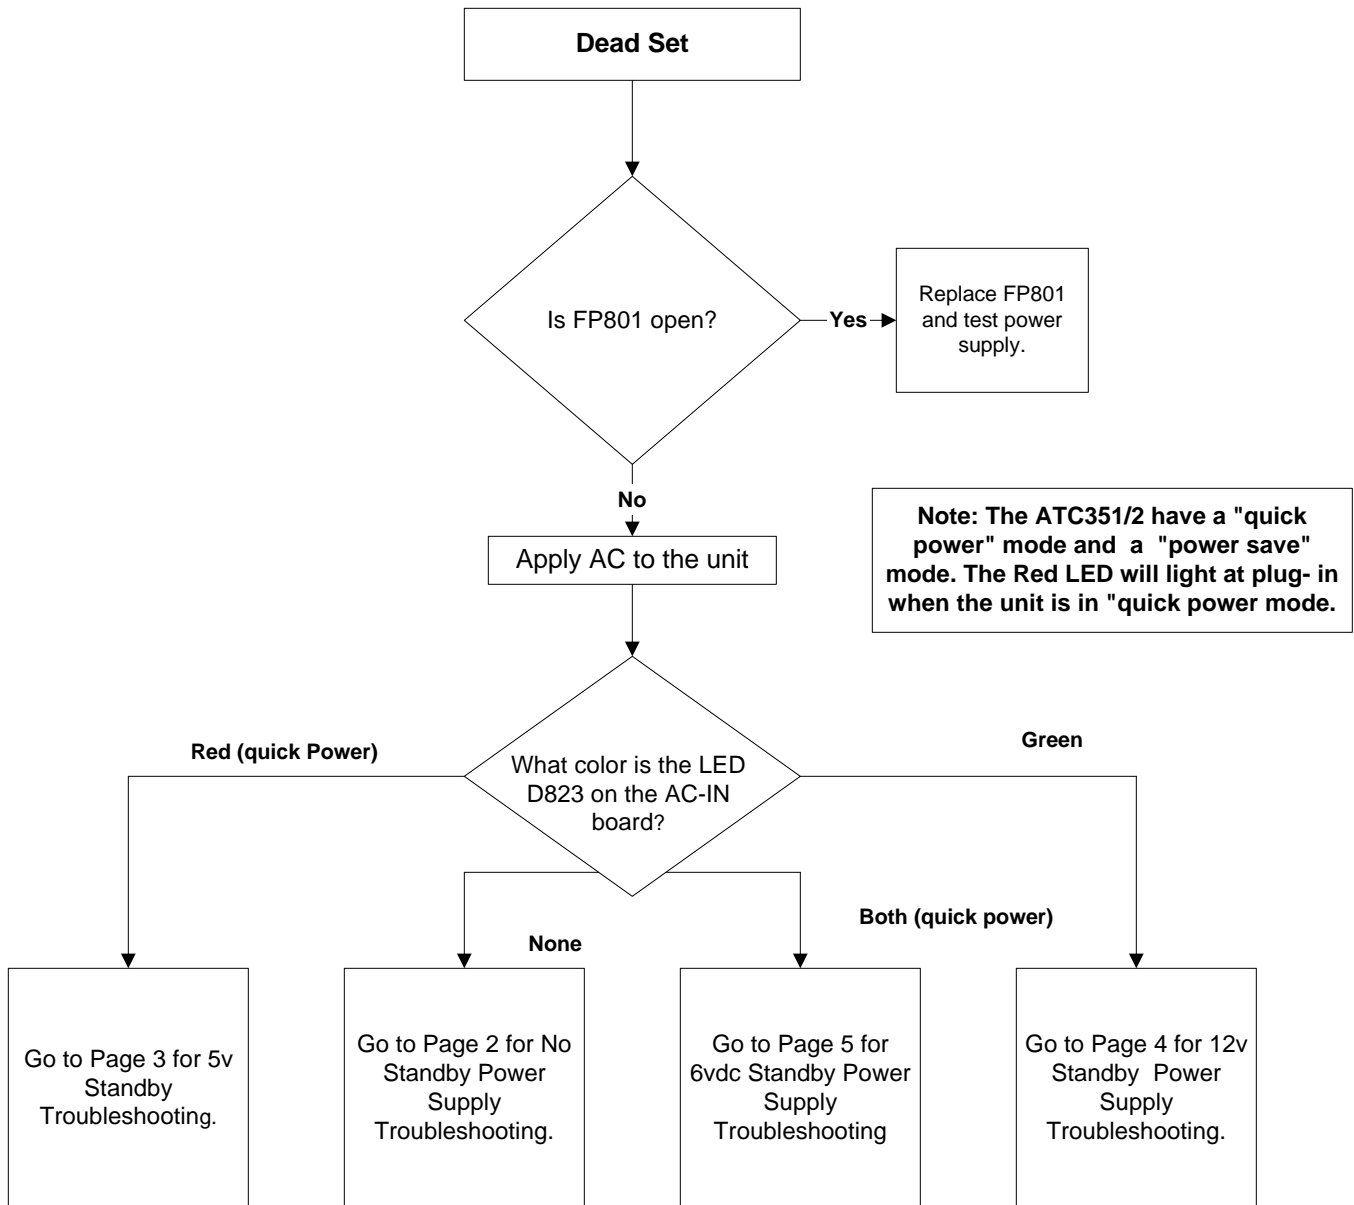 Dead Set
Is FP801 open?
Yes
Replace FP801
and test power
supply.
No
Apply AC to the unit
Note: The ATC351/2 have a "quick
power" mode and  a  "power save"
mode. The Red LED will light at plug- in
when the unit is in "quick power mode.
What color is the LED
D823 on the AC-IN
board?
Red (quick Power)
Green
None
Both (quick power)
Go to Page 3 for 5v
Standby
Troubleshooting.
Go to Page 2 for No
Standby Power
Supply
Troubleshooting.
Go to Page 5 for
6vdc Standby Power
Supply
Troubleshooting
Go to Page 4 for 12v
Standby  Power
Supply
Troubleshooting.